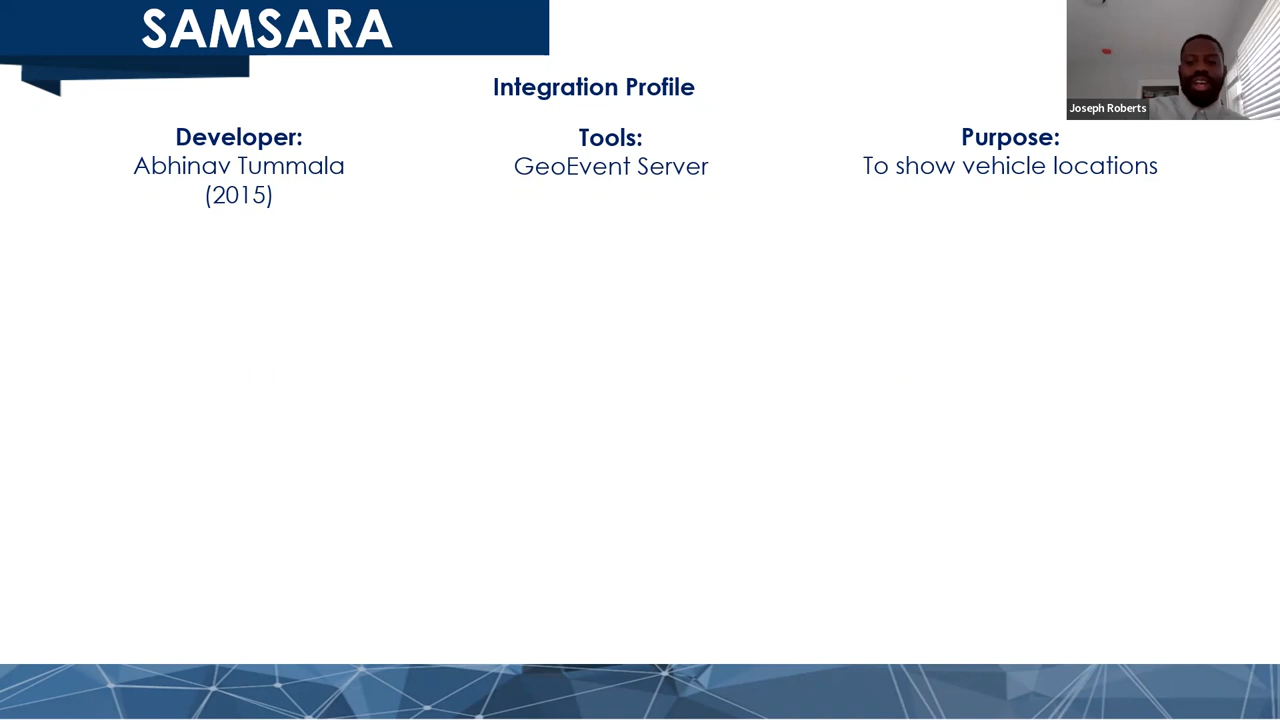 SAMSARA
Joseph Roberts
Integration Profile
Developer:
Abhinav Tummala
(2015)
Tools:
GeoEvent Server
Purpose:
To show vehicle locations